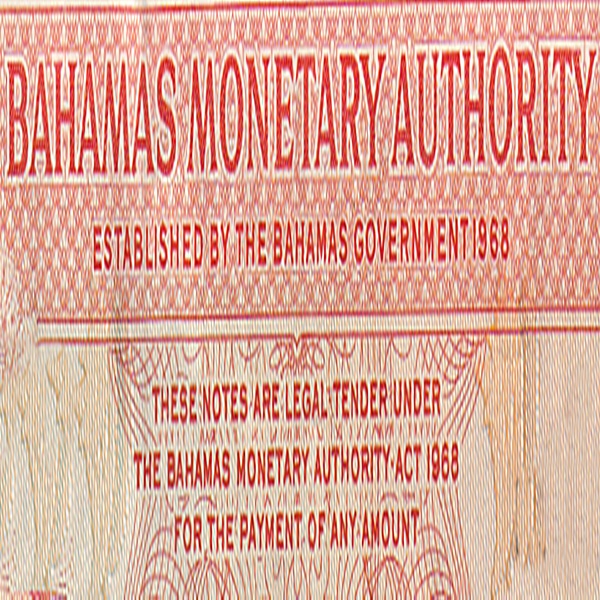 BAHAMAS MONETARY AUTHORITY
ESTABLISHED BY THE BAHAMAS GOVERNMENT 1968
THESE NOTES ARE LEGAL TENDER UNDER
THE BAHAMAS MONETARY AUTHORITY ACT 1968
FOR THE PAYMENT OF ANY AMOUNT